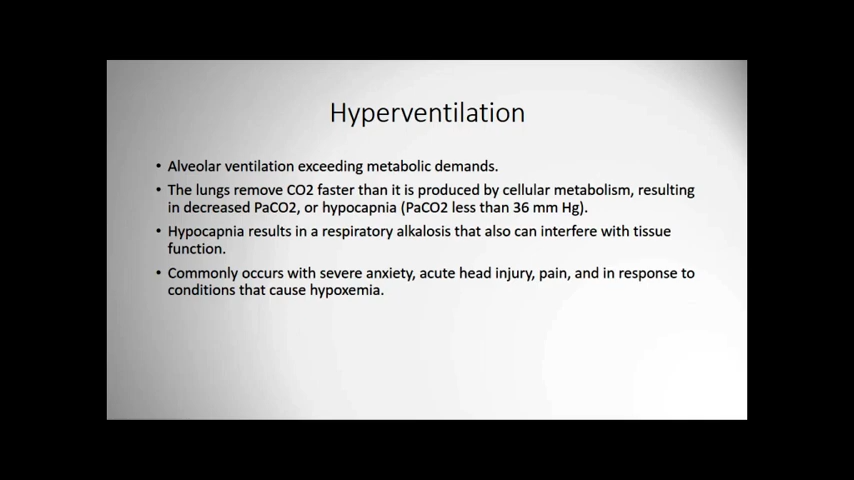 Hyperventilation
• Alveolar ventilation exceeding metabolic demands.
• The lungs remove CO2 faster than it is produced by cellular metabolism, resulting
in decreased PaCO2, or hypocapnia (PaCO2 less than 36 mm Hg).
• Hypocapnia results in a respiratory alkalosis that also can interfere with tissue
function.
• Commonly occurs with severe anxiety, acute head injury, pain, and in response to
conditions that cause hypoxemia.